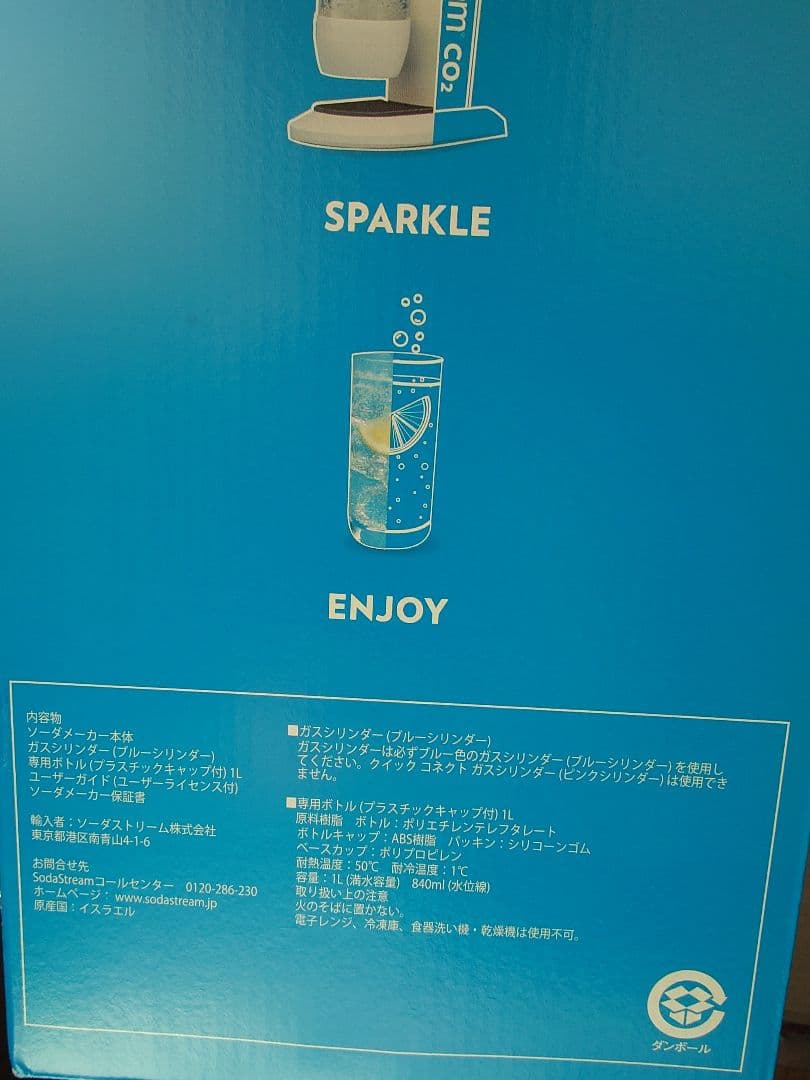 m CO₂
SPARKLE
ENJOY
内容物
ソーダメーカー本体
ガスシリンダー (ブルーシリンダー)
専用ボトル (プラスチックキャップ付) 1L
ユーザーガイド (ユーザーライセンス付)
ソーダメーカー保証書
輸入者：ソーダストリーム株式会社
東京都港区南青山4-1-6
お問合せ先
SodaStreamコールセンター 0120-286-230
ホームページ： www.sodastream.jp
原産国：イスラエル
■ガスシリンダー (ブルーシリンダー)
ガスシリンダーは必ずブルー色のガスシリンダー (ブルーシリンダー) を使用し
てください。クイック コネクト ガスシリンダー (ピンクシリンダー) は使用でき
ません。
■専用ボトル (プラスチックキャップ付) 1L
原料樹脂 ボトル：ポリエチレンテレフタレート
ボトルキャップ：ABS樹脂 パッキン：シリコーンゴム
ベースカップ：ポリプロピレン
耐熱温度：50℃ 耐冷温度：1℃
容量：1L (満水容量) 840ml (水位線)
取り扱い上の注意
火のそばに置かない。
電子レンジ、冷凍庫、食器洗い機・乾燥機は使用不可。
ダンボール